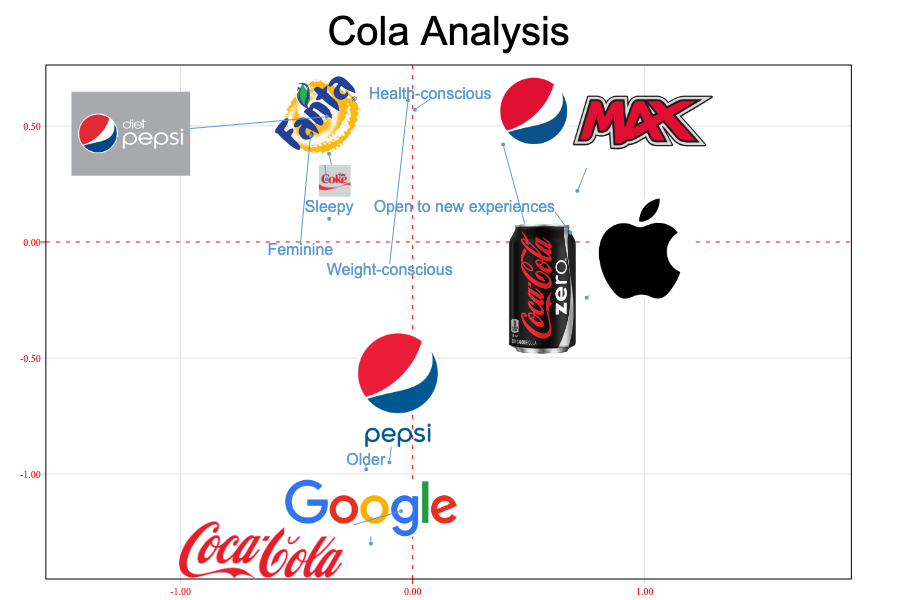 Cola Analysis
diet
pepsi
Fanta
Health-conscious
MAX
0.50
Coke
Sleepy
Open to new experiences
0.00
Feminine
Weight-conscious
Coca-Cola
zero
-0.50
pepsi
Older
-1.00
Google
Coca-Cola
-1.00
0.00
1.00